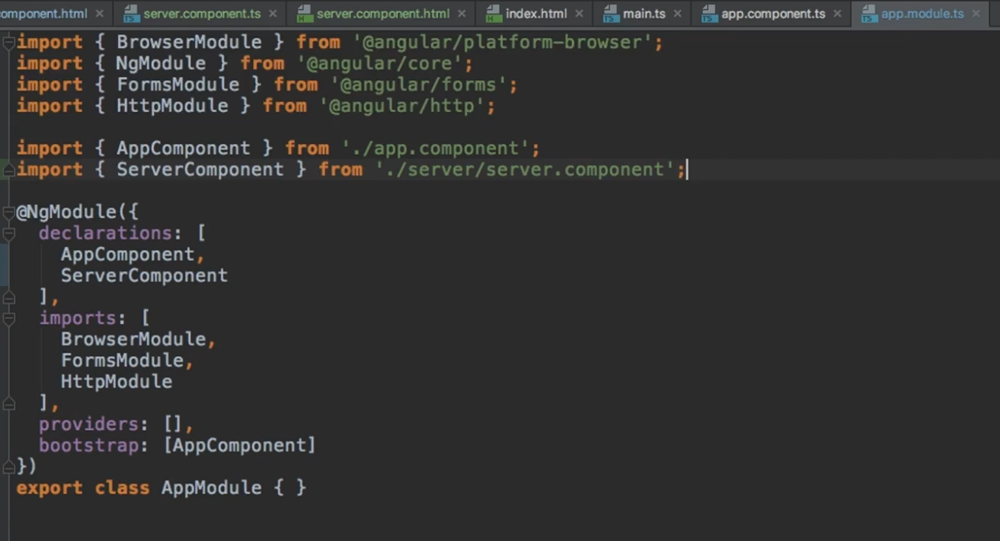 component.html × server.component.ts × server.component.html × index.html × main.ts × app.component.ts × app.module.ts ×
import { BrowserModule } from '@angular/platform-browser';
import { NgModule } from '@angular/core';
import { FormsModule } from '@angular/forms';
import { HttpModule } from '@angular/http';

import { AppComponent } from './app.component';
import { ServerComponent } from './server/server.component';

@NgModule({
  declarations: [
    AppComponent,
    ServerComponent
  ],
  imports: [
    BrowserModule,
    FormsModule,
    HttpModule
  ],
  providers: [],
  bootstrap: [AppComponent]
})
export class AppModule { }